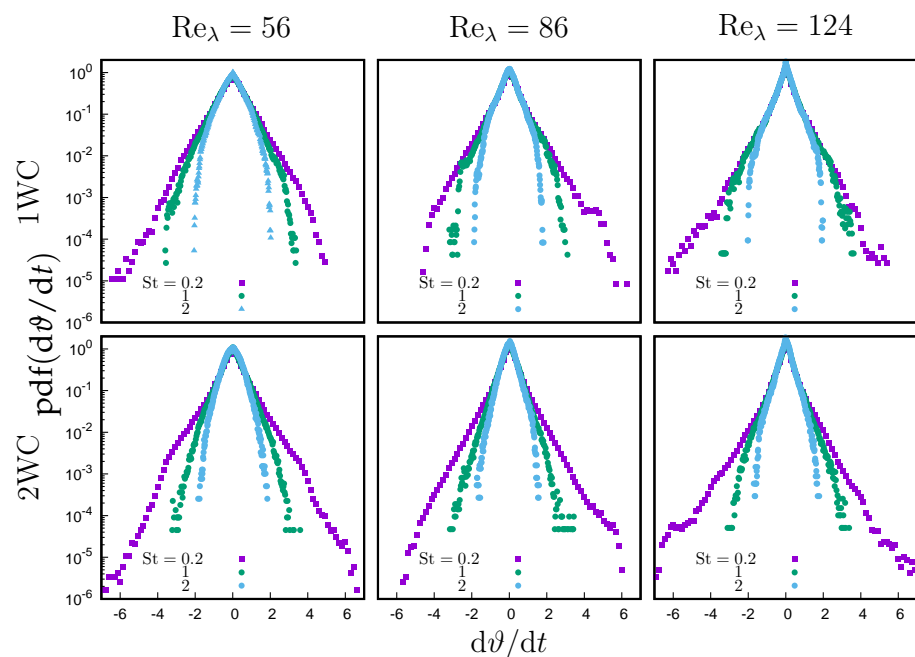 Re_λ = 56 Re_λ = 86 Re_λ = 124
1WC
10^0
10^-1
10^-2
10^-3
10^-4
10^-5
10^-6
St = 0.2
1
2
St = 0.2
1
2
St = 0.2
1
2
pdf(dϑ/dt)
2WC
10^0
10^-1
10^-2
10^-3
10^-4
10^-5
10^-6
St = 0.2
1
2
St = 0.2
1
2
St = 0.2
1
2
-6 -4 -2 0 2 4 6 -6 -4 -2 0 2 4 6 -6 -4 -2 0 2 4 6
dϑ/dt